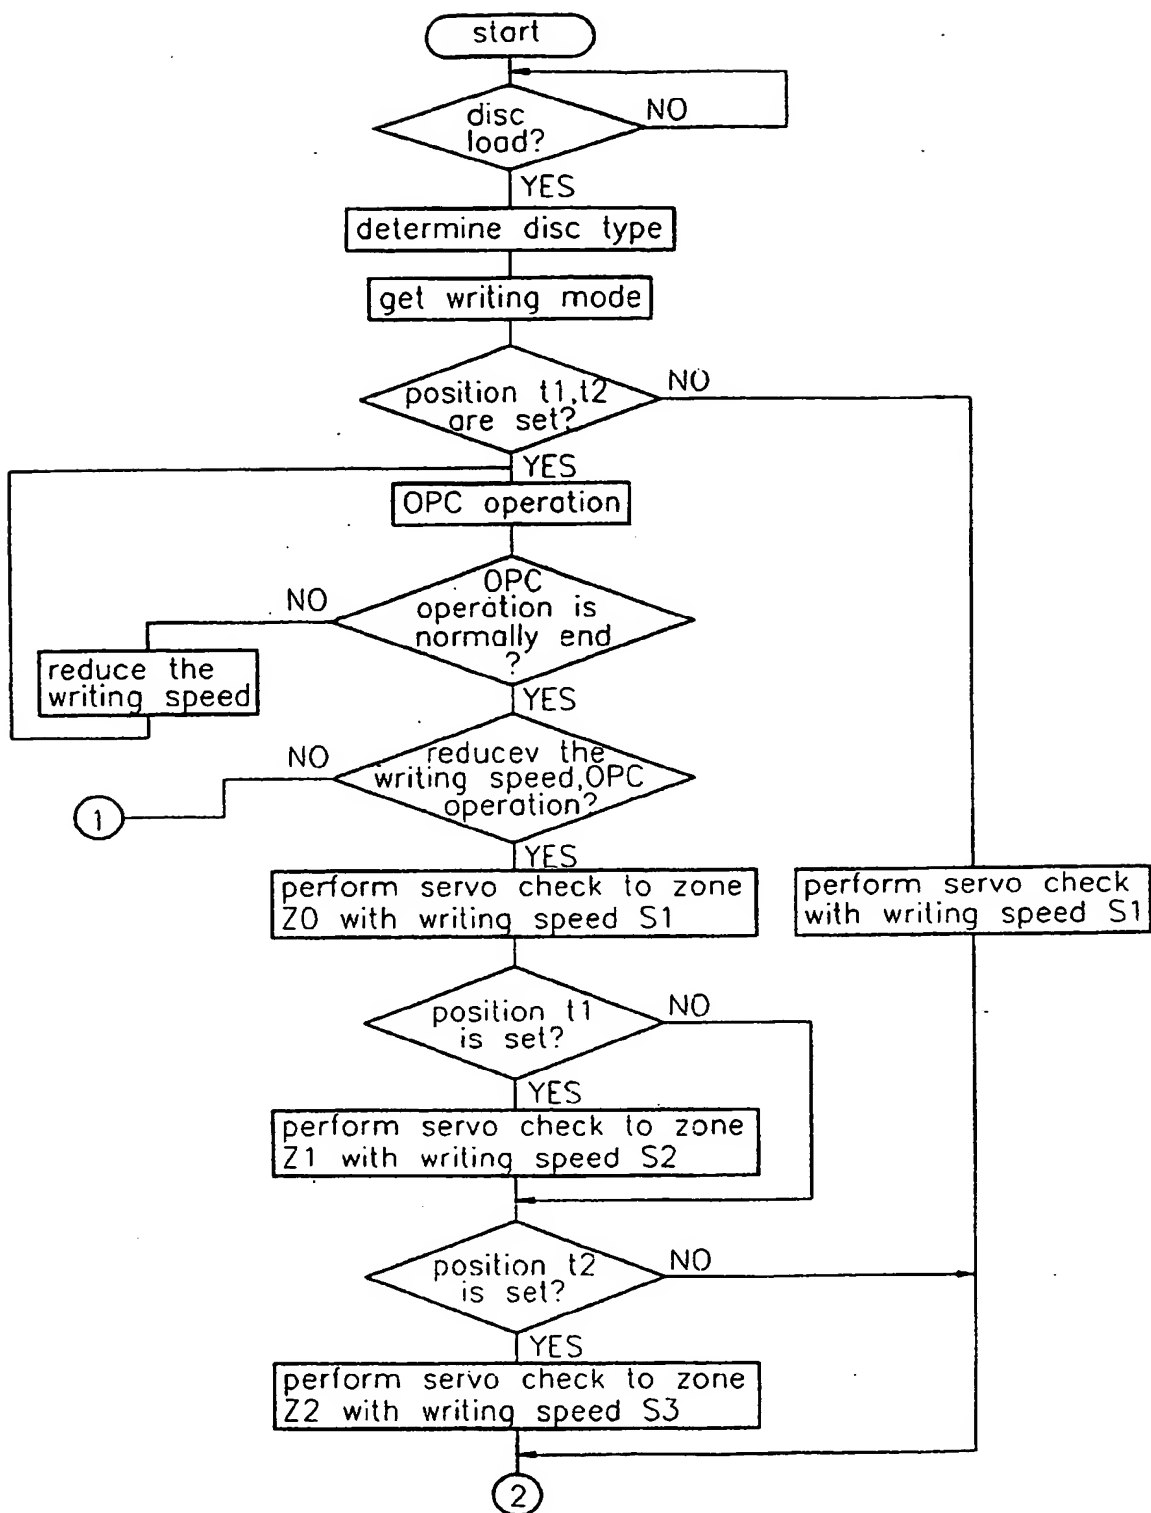 start
disc
load?
NO
YES
determine disc type
get writing mode
position t1,t2
are set?
NO
YES
OPC operation
OPC
operation is
normally end
?
NO
reduce the
writing speed
YES
reducev the
writing speed,OPC
operation?
NO
1
YES
perform servo check to zone
Z0 with writing speed S1
perform servo check
with writing speed S1
position t1
is set?
NO
YES
perform servo check to zone
Z1 with writing speed S2
position t2
is set?
NO
YES
perform servo check to zone
Z2 with writing speed S3
2